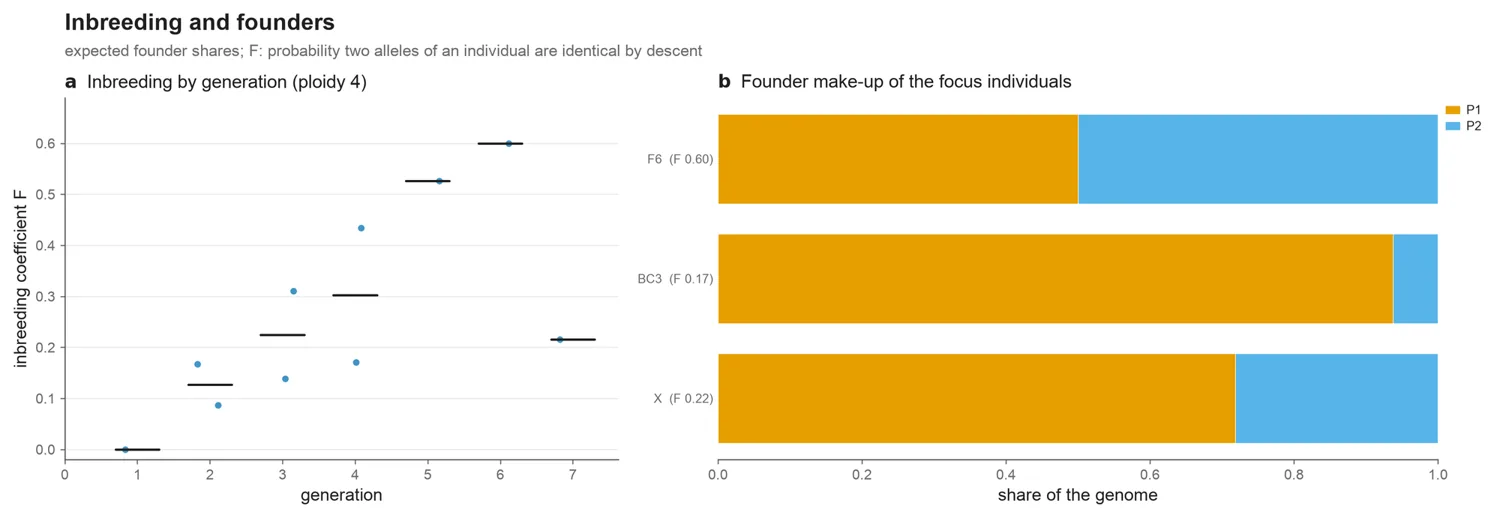 Inbreeding and founders
expected founder shares; F: probability two alleles of an individual are identical by descent
a Inbreeding by generation (ploidy 4)
inbreeding coefficient F
0.6
0.5
0.4
0.3
0.2
0.1
0.0
0 1 2 3 4 5 6 7
generation
b Founder make-up of the focus individuals
P1
P2
F6 (F 0.60)
BC3 (F 0.17)
X (F 0.22)
0.0 0.2 0.4 0.6 0.8 1.0
share of the genome